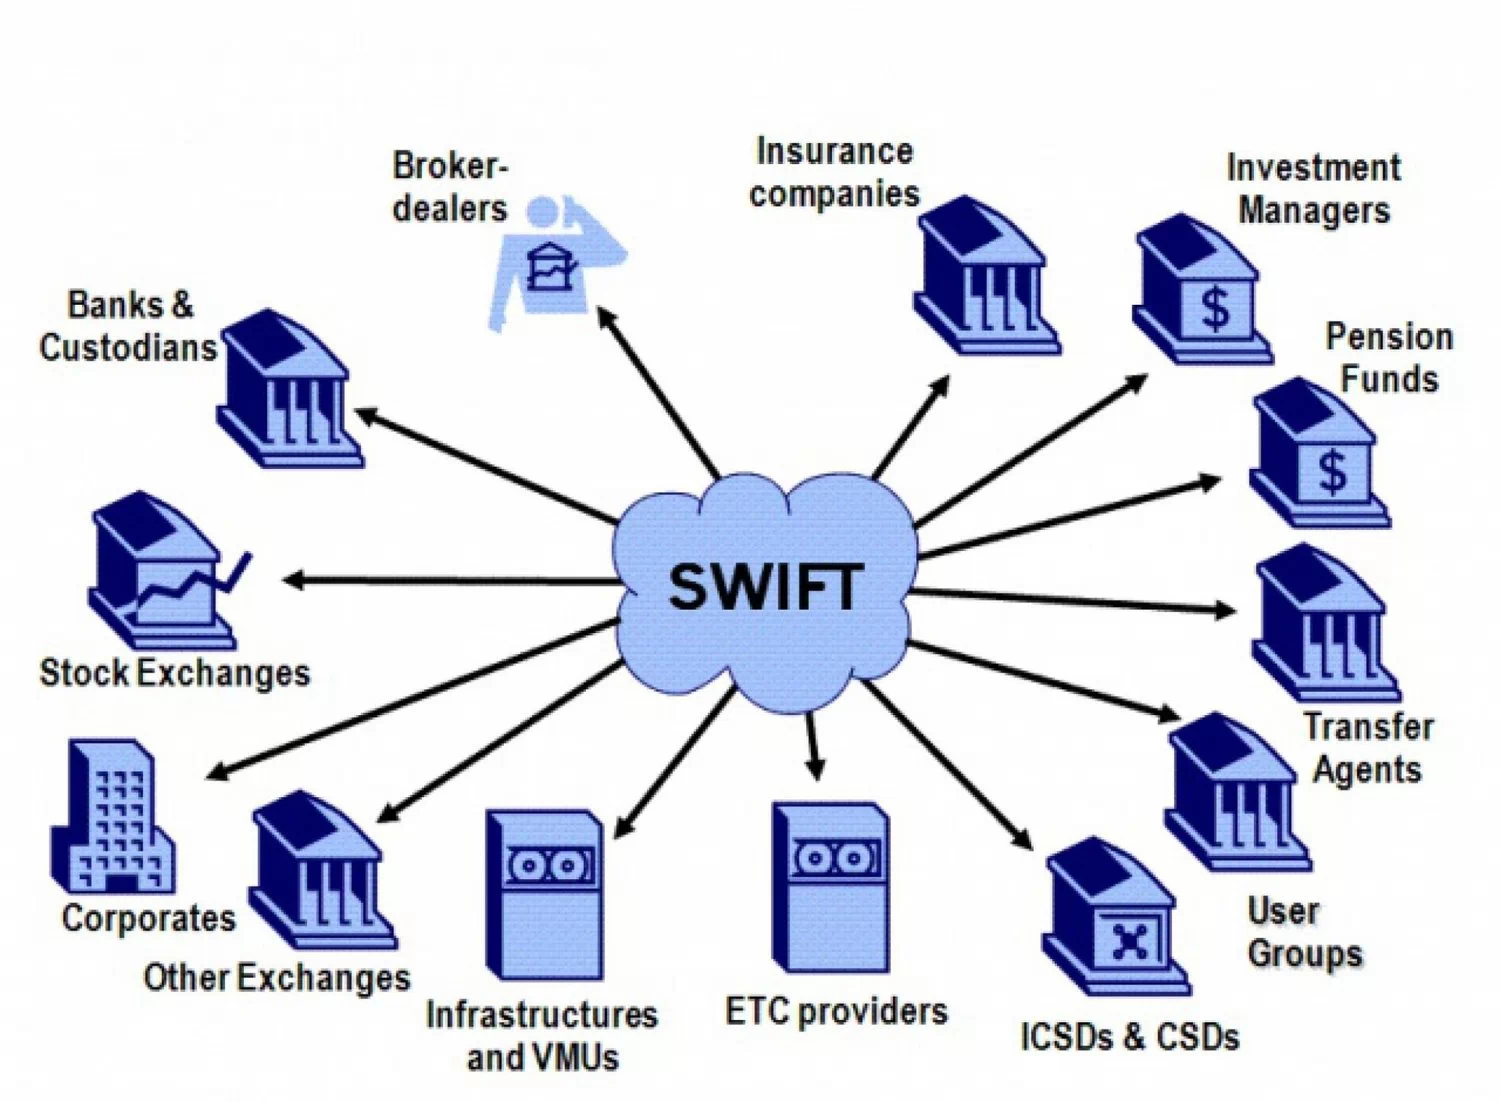 Broker-
dealers
Insurance
companies
Investment
Managers
Banks &
Custodians
Pension
Funds
$
$
SWIFT
Stock Exchanges
Transfer
Agents
Corporates
Other Exchanges
User
Groups
Infrastructures
and VMUs
ETC providers
ICSDs & CSDs